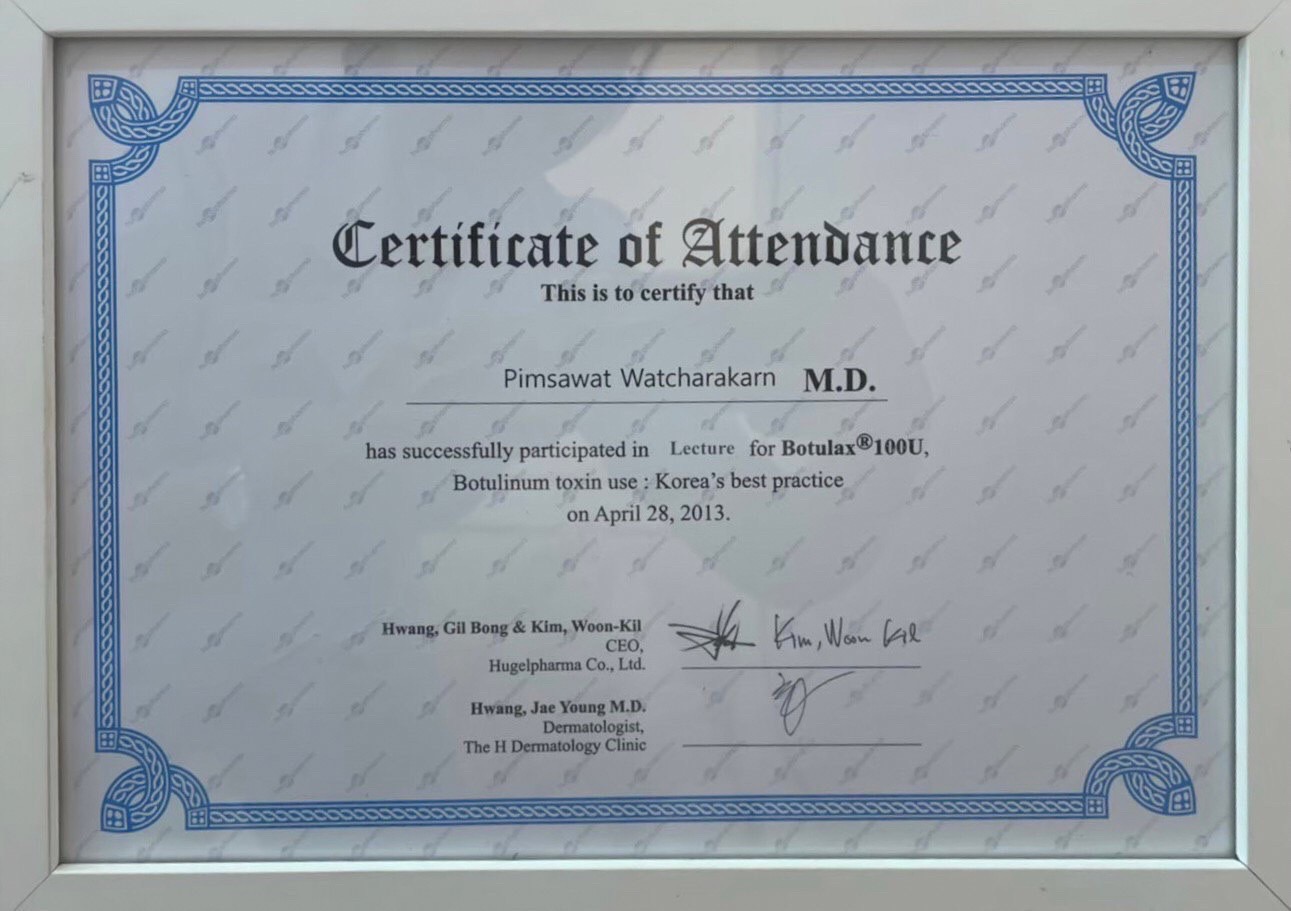 Certificate of Attendance
This is to certify that
Pimsawat Watcharakarn M.D.
has successfully participated in Lecture for Botulax®100U,
Botulinum toxin use : Korea's best practice
on April 28, 2013.
Hwang, Gil Bong & Kim, Woon-Kil
CEO,
Hugelpharma Co., Ltd.
Kim, Woon Kil
Hwang, Jae Young M.D.
Dermatologist,
The H Dermatology Clinic